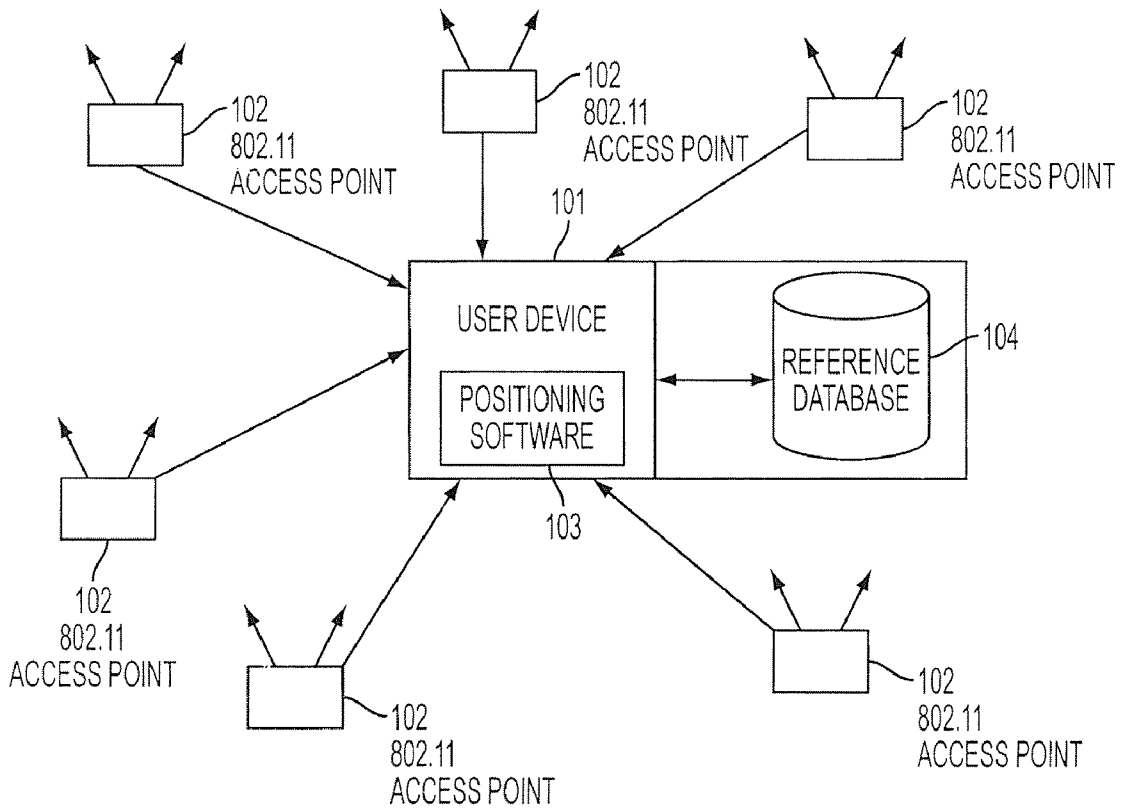 102
802.11
ACCESS POINT
102
802.11
ACCESS POINT
102
802.11
ACCESS POINT
101
USER DEVICE
POSITIONING
SOFTWARE
103
REFERENCE
DATABASE
104
102
802.11
ACCESS POINT
102
802.11
ACCESS POINT
102
802.11
ACCESS POINT